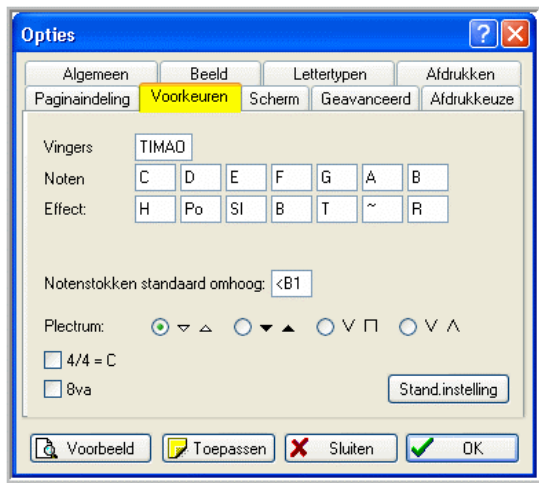 Opties
Algemeen Beeld Lettertypen Afdrukken
Paginaindeling Voorkeuren Scherm Geavanceerd Afdrukkeuze
Vingers TIMAO
Noten C D E F G A B
Effect: H Po Sl B T ~ R
Notenstokken standaard omhoog: <B1
Plectrum:
4/4 = C
8va Stand.instelling
Voorbeeld Toepassen Sluiten OK